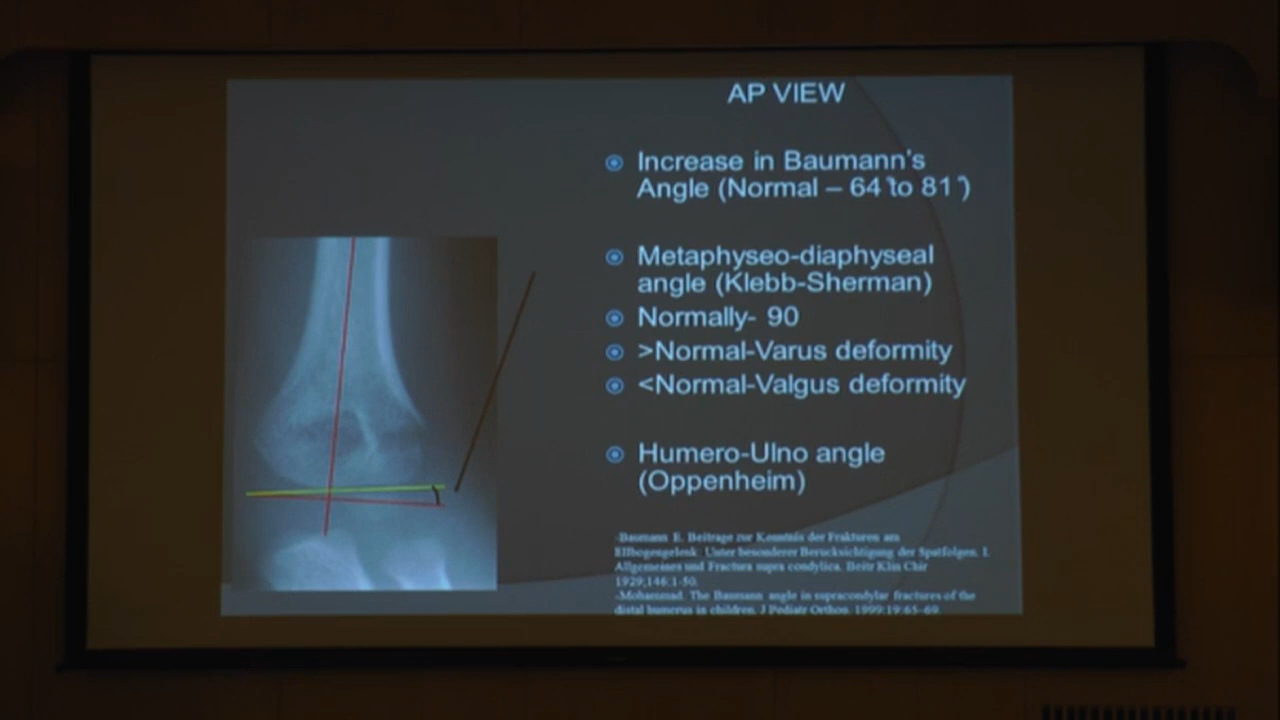 AP VIEW
Increase in Baumann's
Angle (Normal – 64° to 81°)
Metaphyseo-diaphyseal
angle (Klebb-Sherman)
Normally- 90
>Normal-Varus deformity
<Normal-Valgus deformity
Humero-Ulno angle
(Oppenheim)
-Baumann E. Beitrage zur Kenntnis der Frakturen am
Ellbogengelenk: Unter besonderer Berucksichtigung der Spatfolgen. I.
Allgemeines und Fractura supra condylica. Beitr Klin Chir
1929;146:1-50.
-Mohammad. The Baumann angle in supracondylar fractures of the
distal humerus in children. J Pediatr Orthop. 1999;19:65–69.